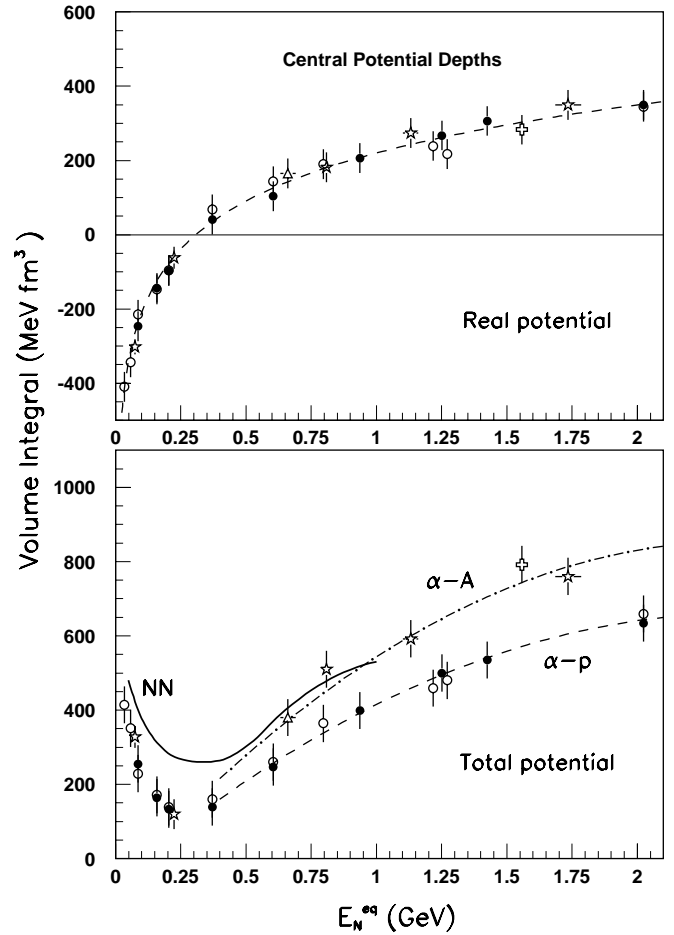 600
Central Potential Depths
400
200
0
-200
Real potential
-400
0 0.25 0.5 0.75 1 1.25 1.5 1.75 2
Volume Integral (MeV fm³)
1000
800
α–A
600
α–p
NN
400
Total potential
200
0
0 0.25 0.5 0.75 1 1.25 1.5 1.75 2
E_N^eq (GeV)